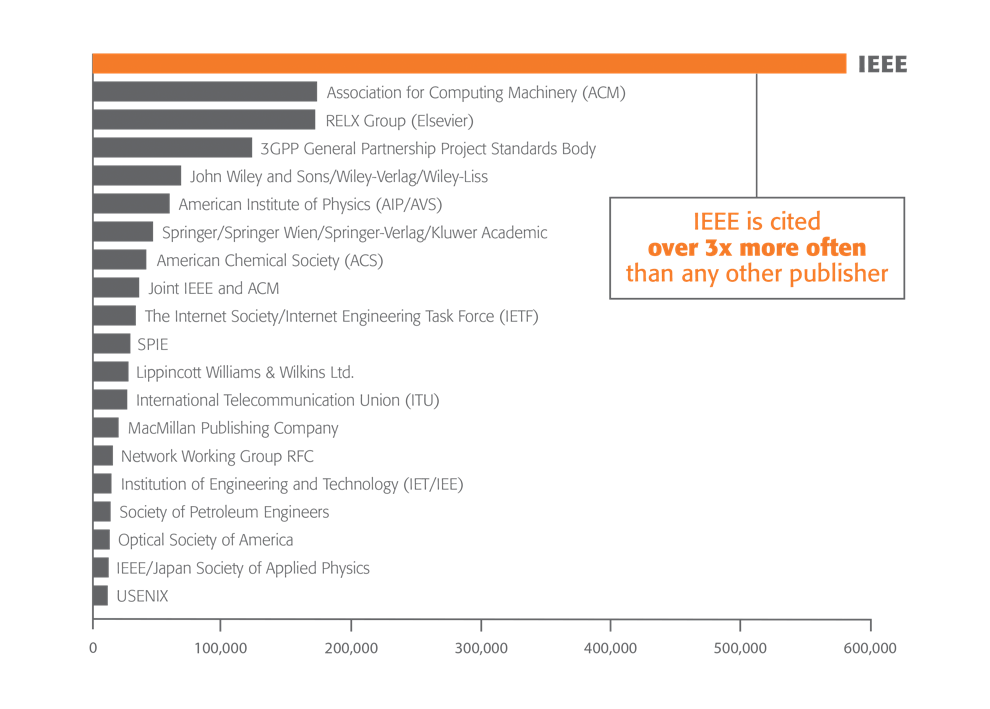 IEEE
Association for Computing Machinery (ACM)
RELX Group (Elsevier)
3GPP General Partnership Project Standards Body
John Wiley and Sons/Wiley-Verlag/Wiley-Liss
American Institute of Physics (AIP/AVS)
Springer/Springer Wien/Springer-Verlag/Kluwer Academic
American Chemical Society (ACS)
Joint IEEE and ACM
The Internet Society/Internet Engineering Task Force (IETF)
SPIE
Lippincott Williams & Wilkins Ltd.
International Telecommunication Union (ITU)
MacMillan Publishing Company
Network Working Group RFC
Institution of Engineering and Technology (IET/IEE)
Society of Petroleum Engineers
Optical Society of America
IEEE/Japan Society of Applied Physics
USENIX
IEEE is cited
over 3x more often
than any other publisher
0 100,000 200,000 300,000 400,000 500,000 600,000